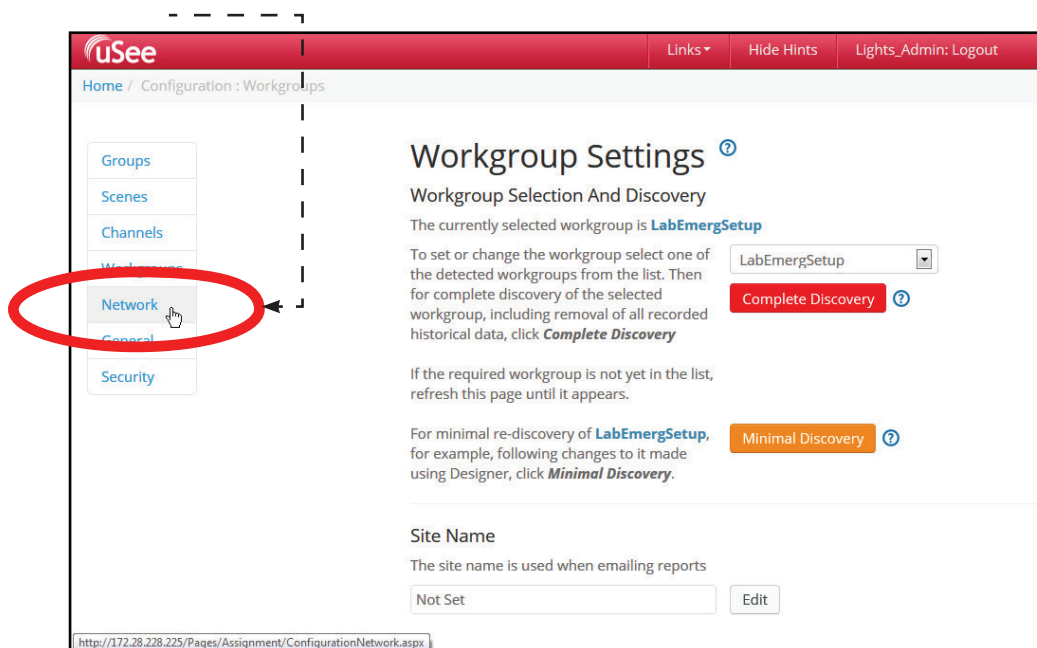 uSee
Links
Hide Hints
Lights_Admin: Logout
Home / Configuration : Workgroups
Groups
Scenes
Channels
Workgroups
Network
General
Security
Workgroup Settings
Workgroup Selection And Discovery
The currently selected workgroup is LabEmergSetup
To set or change the workgroup select one of
the detected workgroups from the list. Then
for complete discovery of the selected
workgroup, including removal of all recorded
historical data, click Complete Discovery
LabEmergSetup
Complete Discovery
If the required workgroup is not yet in the list,
refresh this page until it appears.
For minimal re-discovery of LabEmergSetup,
for example, following changes to it made
using Designer, click Minimal Discovery.
Minimal Discovery
Site Name
The site name is used when emailing reports
Not Set
Edit
http://172.28.228.225/Pages/Assignment/ConfigurationNetwork.aspx